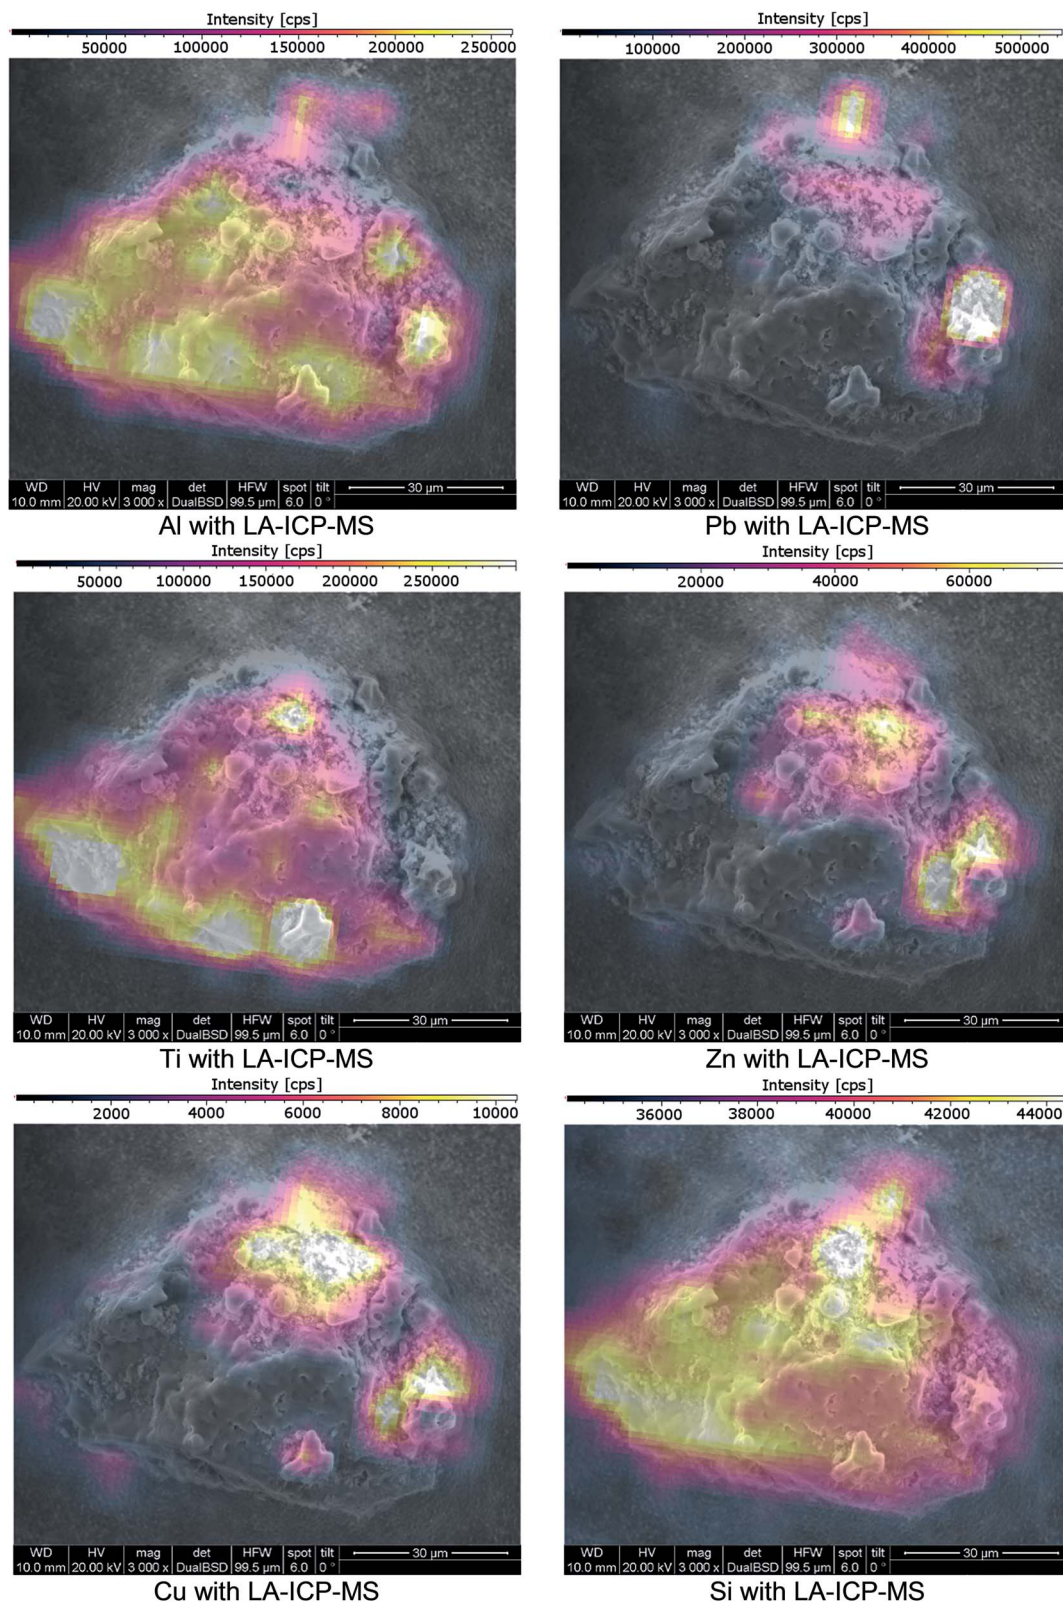 Intensity [cps]
50000 100000 150000 200000 250000
WD HV mag det HFW spot tilt 30 µm
10.0 mm 20.00 kV 3 000 x DualBSD 99.5 µm 6.0 0 °
Al with LA-ICP-MS
Intensity [cps]
100000 200000 300000 400000 500000
WD HV mag det HFW spot tilt 30 µm
10.0 mm 20.00 kV 3 000 x DualBSD 99.5 µm 6.0 0 °
Pb with LA-ICP-MS
Intensity [cps]
50000 100000 150000 200000 250000
WD HV mag det HFW spot tilt 30 µm
10.0 mm 20.00 kV 3 000 x DualBSD 99.5 µm 6.0 0 °
Ti with LA-ICP-MS
Intensity [cps]
20000 40000 60000
WD HV mag det HFW spot tilt 30 µm
10.0 mm 20.00 kV 3 000 x DualBSD 99.5 µm 6.0 0 °
Zn with LA-ICP-MS
Intensity [cps]
2000 4000 6000 8000 10000
WD HV mag det HFW spot tilt 30 µm
10.0 mm 20.00 kV 3 000 x DualBSD 99.5 µm 6.0 0 °
Cu with LA-ICP-MS
Intensity [cps]
36000 38000 40000 42000 44000
WD HV mag det HFW spot tilt 30 µm
10.0 mm 20.00 kV 3 000 x DualBSD 99.5 µm 6.0 0 °
Si with LA-ICP-MS